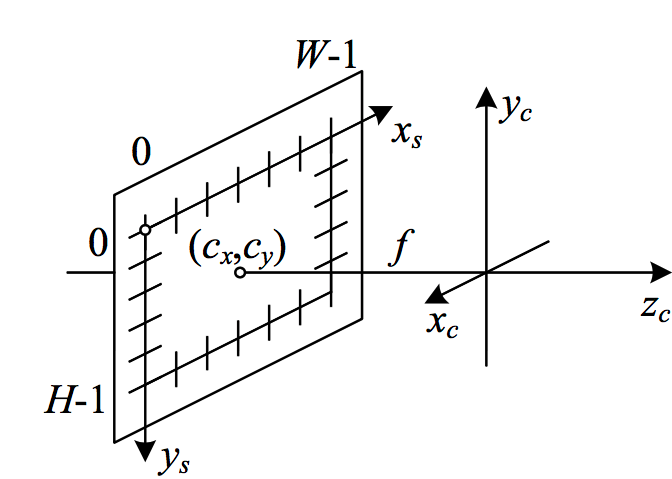 W-1
x_s
y_c
0
0
(c_x,c_y)
f
x_c
z_c
H-1
y_s